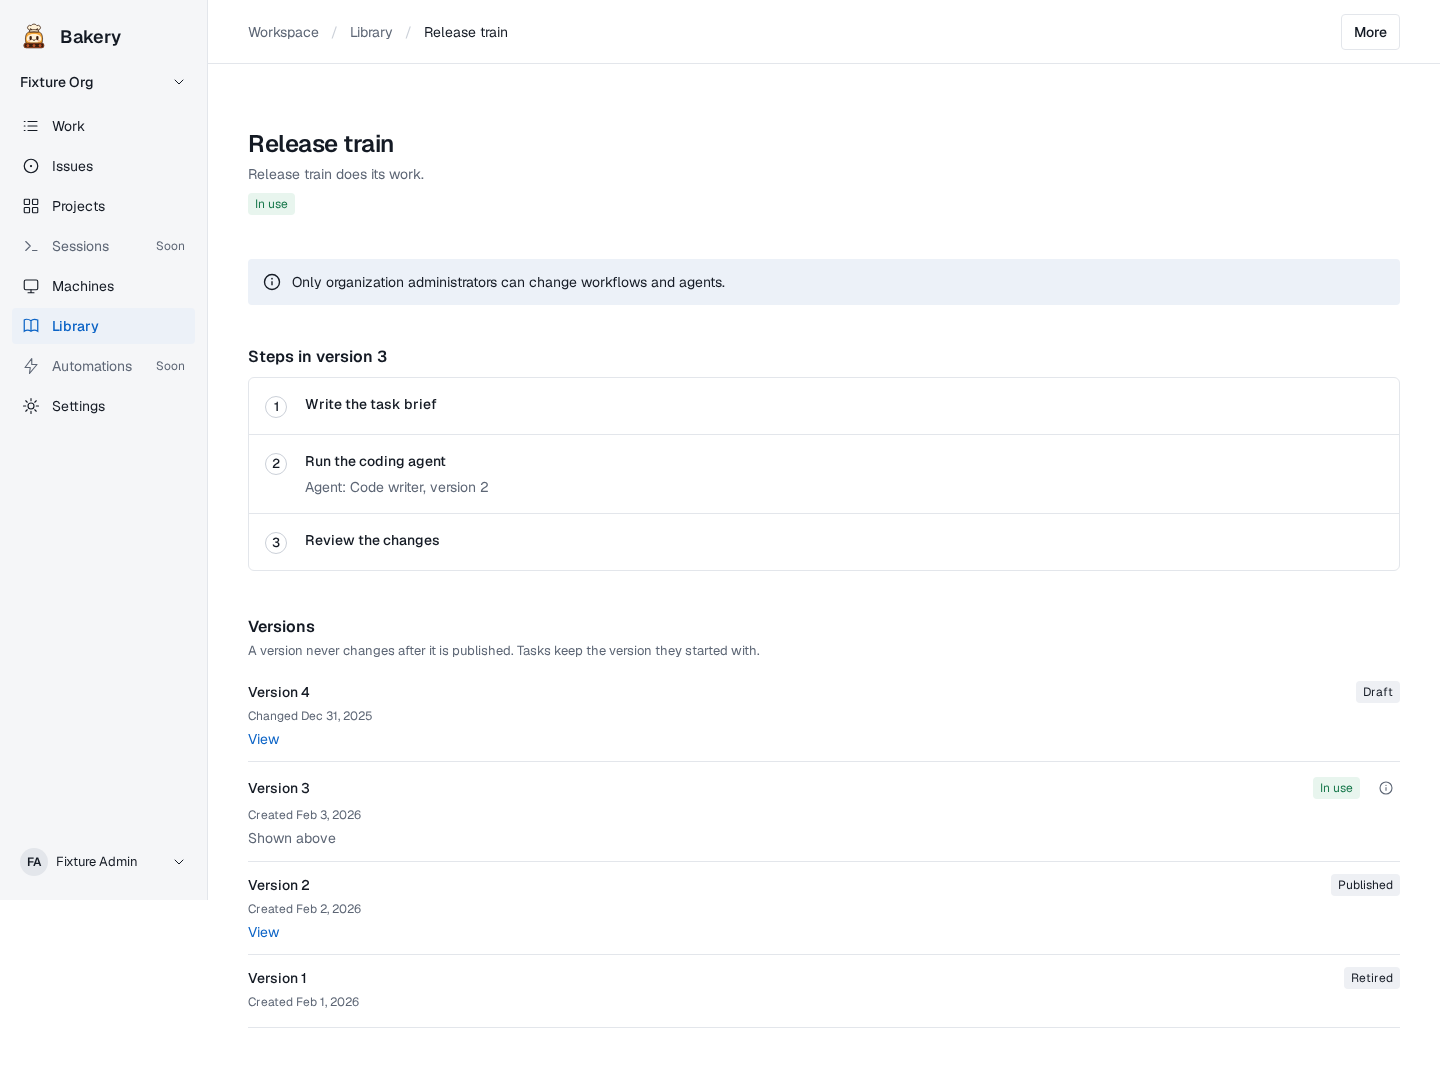 Bakery
Fixture Org
Work
Issues
Projects
Sessions Soon
Machines
Library
Automations Soon
Settings
FA Fixture Admin
Workspace / Library / Release train
More
Release train
Release train does its work.
In use
Only organization administrators can change workflows and agents.
Steps in version 3
1 Write the task brief
2 Run the coding agent
Agent: Code writer, version 2
3 Review the changes
Versions
A version never changes after it is published. Tasks keep the version they started with.
Version 4 Draft
Changed Dec 31, 2025
View
Version 3 In use
Created Feb 3, 2026
Shown above
Version 2 Published
Created Feb 2, 2026
View
Version 1 Retired
Created Feb 1, 2026